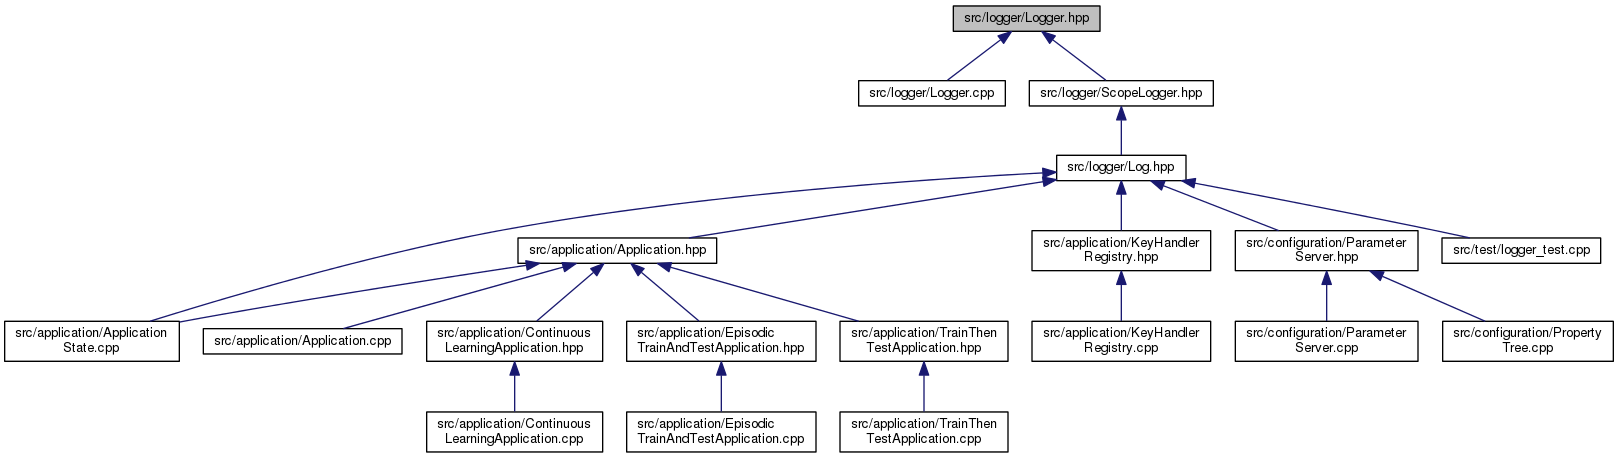 src/logger/Logger.hpp
src/logger/Logger.cpp
src/logger/ScopeLogger.hpp
src/logger/Log.hpp
src/application/Application.hpp
src/application/KeyHandler
Registry.hpp
src/configuration/Parameter
Server.hpp
src/test/logger_test.cpp
src/application/Application
State.cpp
src/application/Application.cpp
src/application/Continuous
LearningApplication.hpp
src/application/Episodic
TrainAndTestApplication.hpp
src/application/TrainThen
TestApplication.hpp
src/application/KeyHandler
Registry.cpp
src/configuration/Parameter
Server.cpp
src/configuration/Property
Tree.cpp
src/application/Continuous
LearningApplication.cpp
src/application/Episodic
TrainAndTestApplication.cpp
src/application/TrainThen
TestApplication.cpp